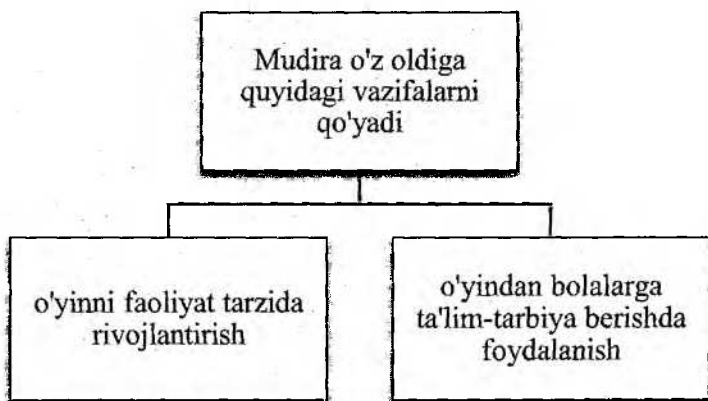 Mudira o'z oldiga
quyidagi vazifalarni
qo'yadi
o'yinni faoliyat tarzida
rivojlantirish
o'yindan bolalarga
ta'lim-tarbiya berishda
foydalanish